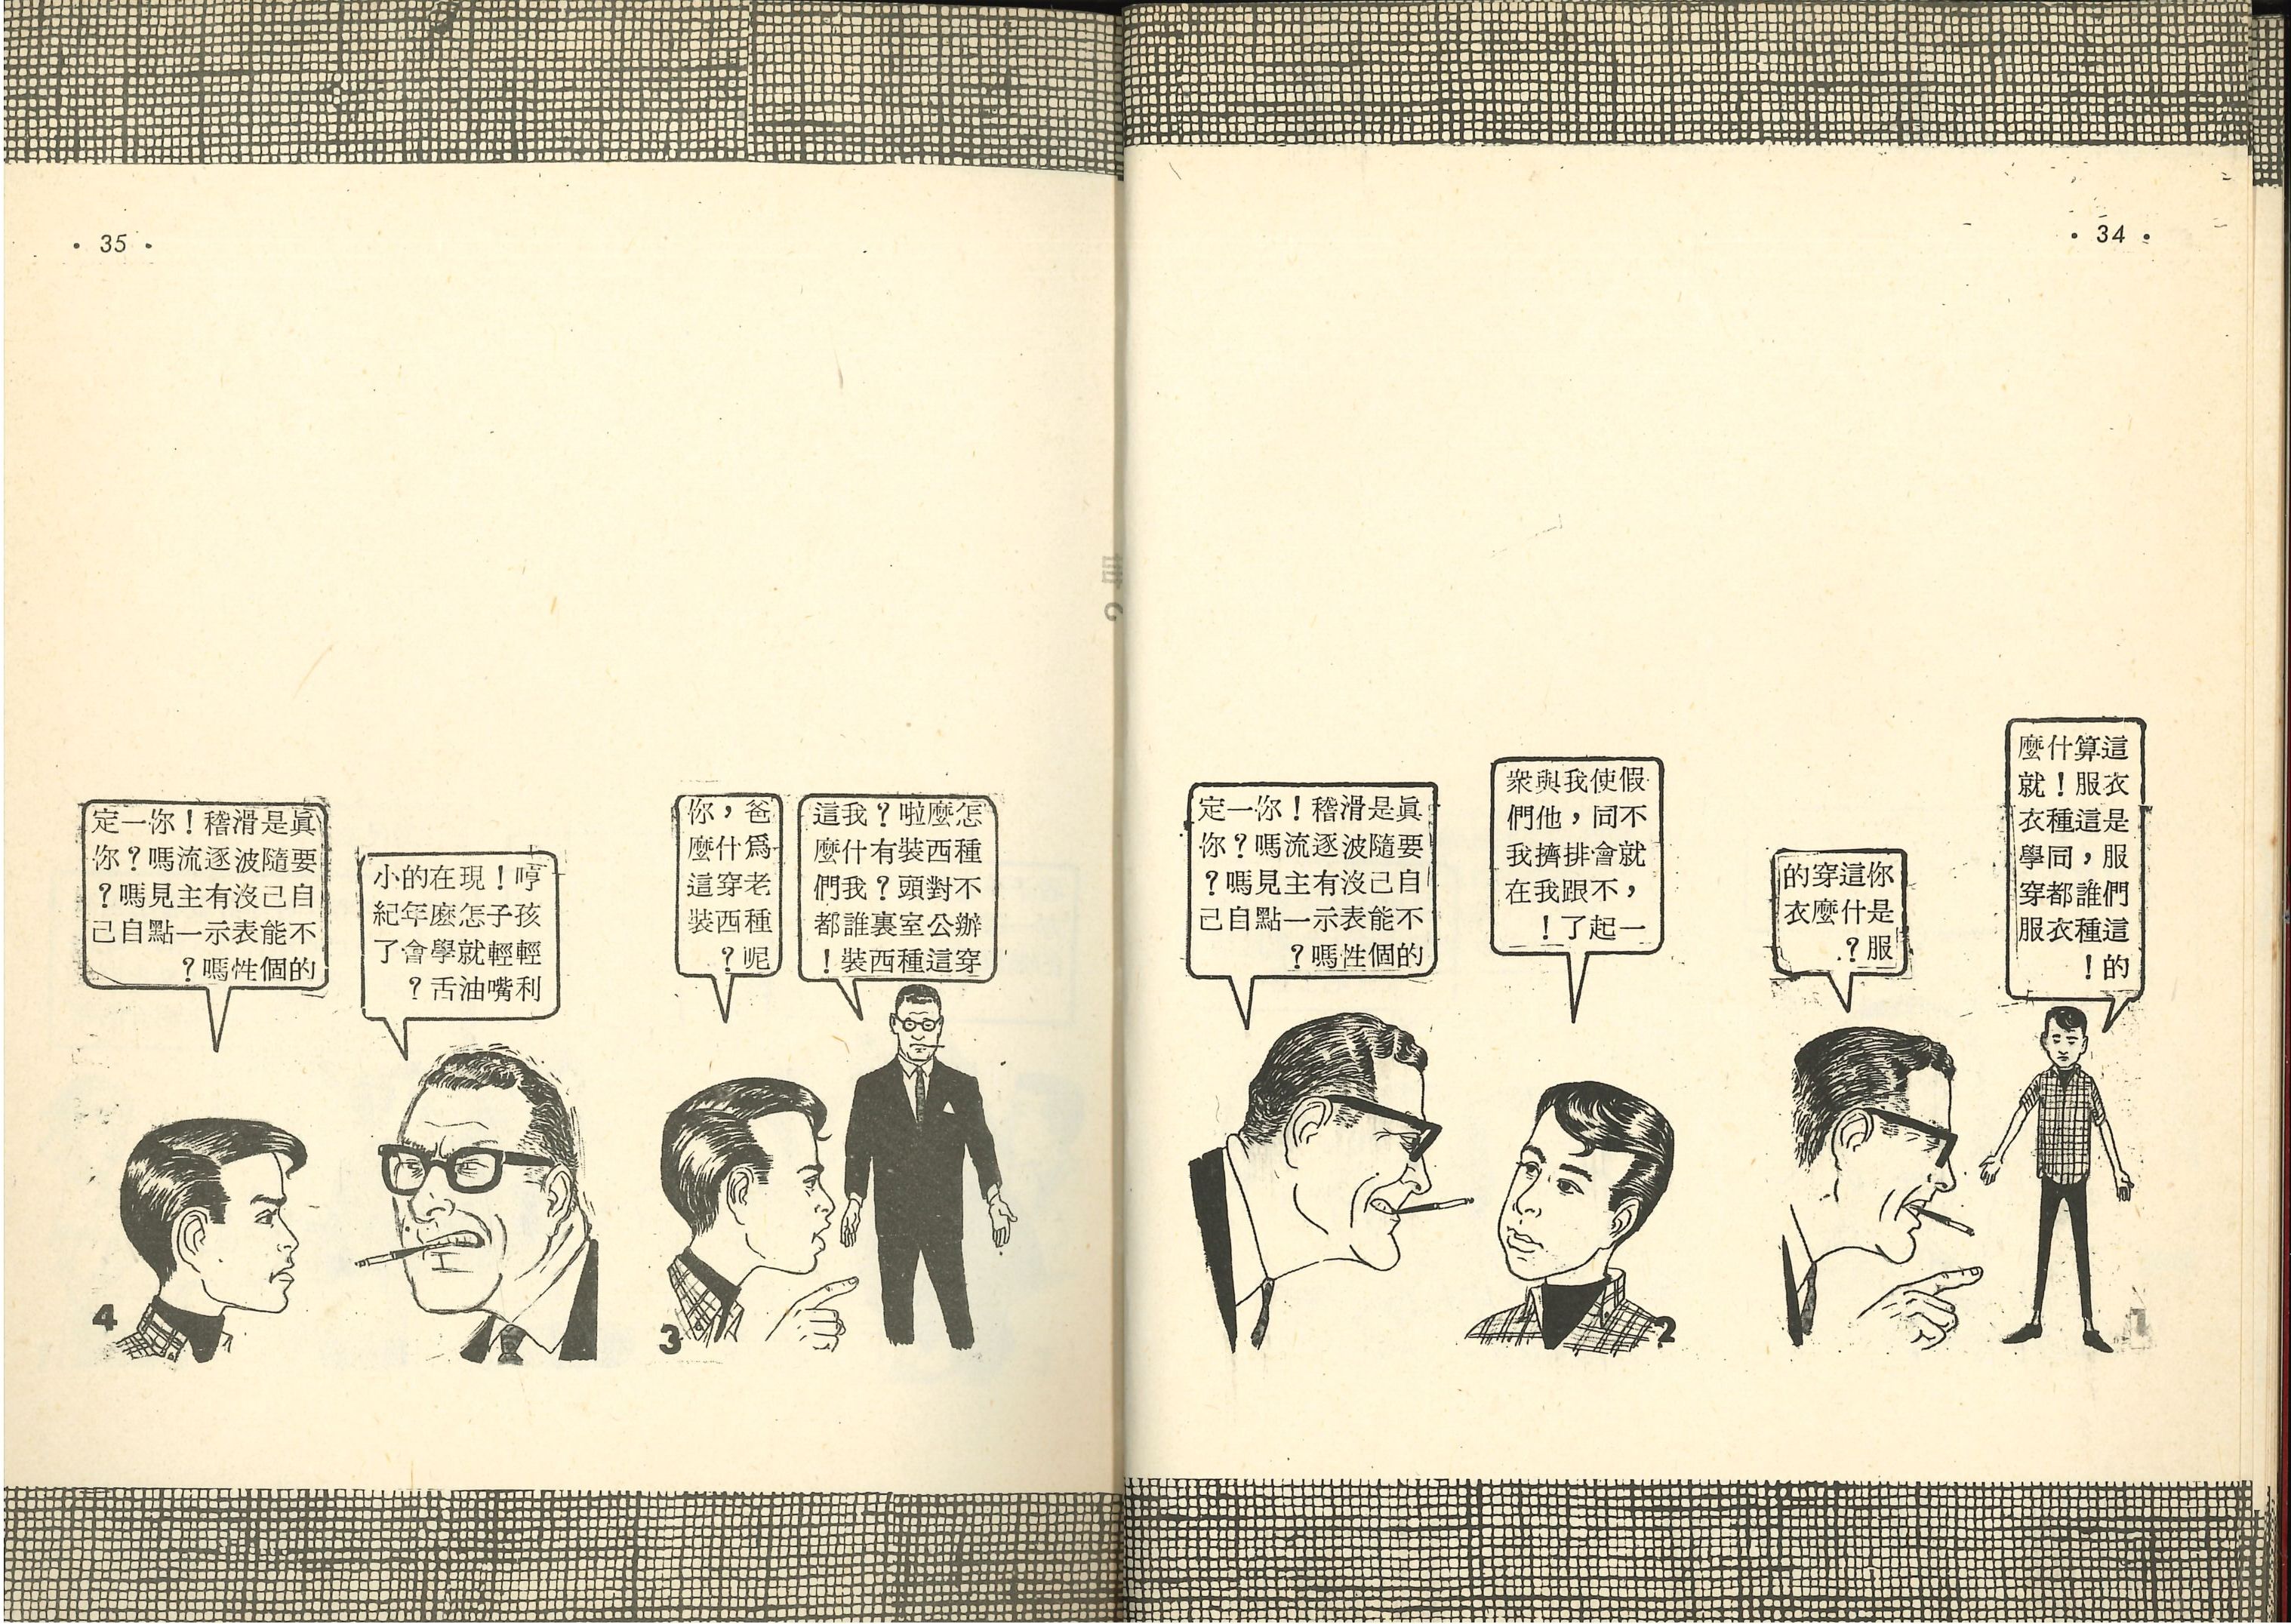 · 34 ·
這算什麼
衣服！就
是這種衣
服，同學
們誰都穿
這種衣服
的！
你這穿的
是什麼衣
服？
1
假使我與衆
不同，他們
就會排擠我
，不跟我在
一起了！
眞是滑稽！你一定
要隨波逐流嗎？你
自己沒有主見嗎？
不能表示一點自己
的個性嗎？
2
· 35 ·
怎麼啦？我這
種西裝有什麼
不對頭？我們
辦公室裏誰都
穿這種西裝！
爸，你
爲什麼
老穿這
種西裝
呢？
3
哼！現在的小
孩子怎麼年紀
輕輕就學會了
利嘴油舌？
眞是滑稽！你一定
要隨波逐流嗎？你
自己沒有主見嗎？
不能表示一點自己
的個性嗎？
4